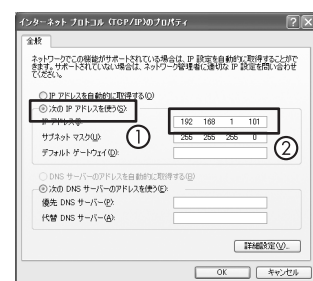 インターネット プロトコル (TCP/IP)のプロパティ
全般
ネットワークでこの機能がサポートされている場合は、IP 設定を自動的に取得することがで
きます。サポートされていない場合は、ネットワーク管理者に適切な IP 設定を問い合わせ
てください。
IP アドレスを自動的に取得する(O)
次の IP アドレスを使う(S):
IP アドレス(I): 192 168 1 101
サブネット マスク(U): 255 255 255 0
デフォルト ゲートウェイ(D):
① ②
DNS サーバーのアドレスを自動的に取得する(B)
次の DNS サーバーのアドレスを使う(E):
優先 DNS サーバー(P):
代替 DNS サーバー(A):
詳細設定(V)...
OK キャンセル